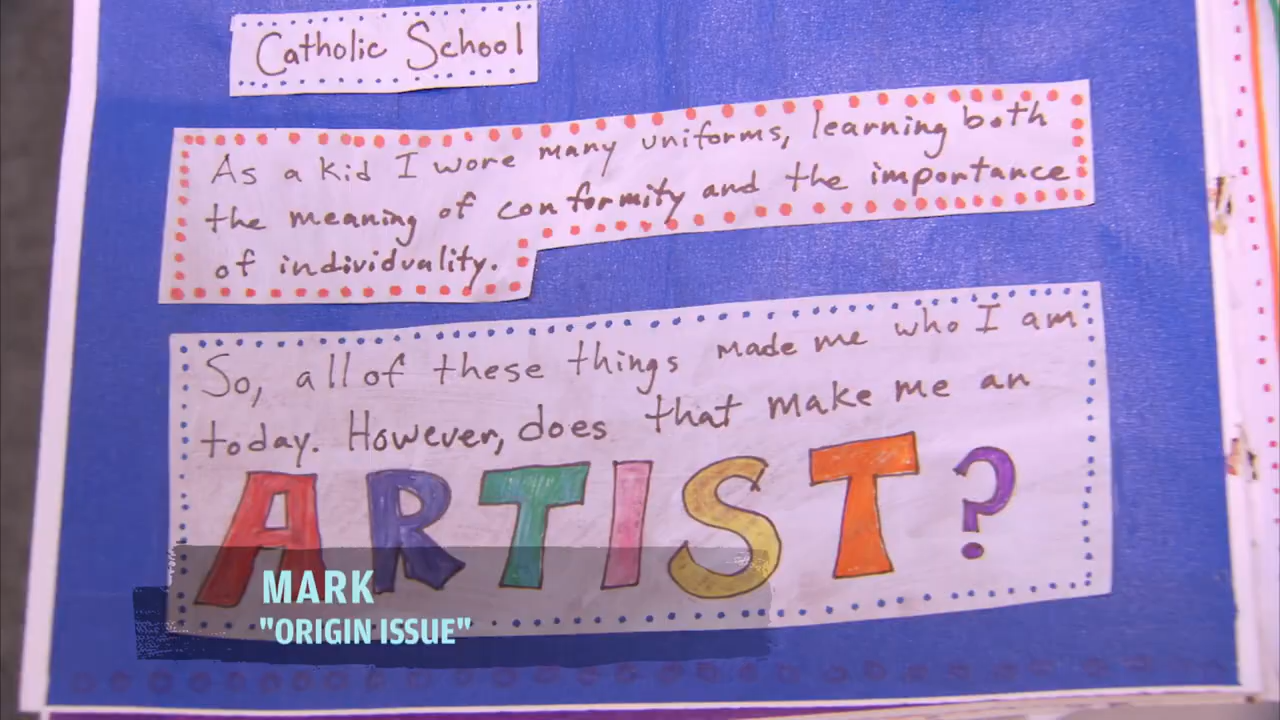 Catholic School
As a kid I wore many uniforms, learning both
the meaning of conformity and the importance
of individuality.
So, all of these things made me who I am
today. However, does that make me an
ARTIST?
MARK
"ORIGIN ISSUE"